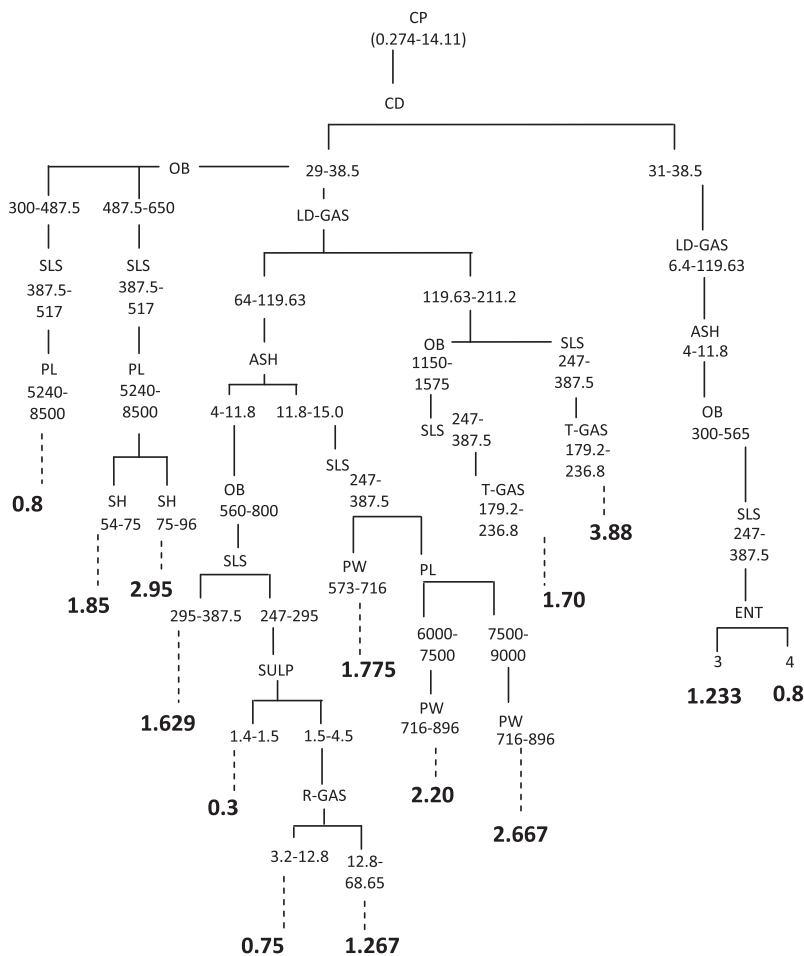 CP
(0.274-14.11)
CD
OB
29-38.5
31-38.5
300-487.5
487.5-650
LD-GAS
SLS
387.5-
517
SLS
387.5-
517
LD-GAS
6.4-119.63
64-119.63
119.63-211.2
ASH
4-11.8
PL
5240-
8500
PL
5240-
8500
ASH
OB
1150-
1575
SLS
247-
387.5
4-11.8
11.8-15.0
SLS
247-
387.5
T-GAS
179.2-
236.8
OB
300-565
0.8
SH
54-75
SH
75-96
OB
560-800
SLS
247-
387.5
T-GAS
179.2-
236.8
3.88
SLS
247-
387.5
1.85
2.95
SLS
PW
573-716
PL
1.70
ENT
295-387.5
247-295
6000-
7500
7500-
9000
3
4
1.629
SULP
1.775
1.233
0.8
1.4-1.5
1.5-4.5
PW
716-896
PW
716-896
0.3
R-GAS
2.20
2.667
3.2-12.8
12.8-
68.65
0.75
1.267